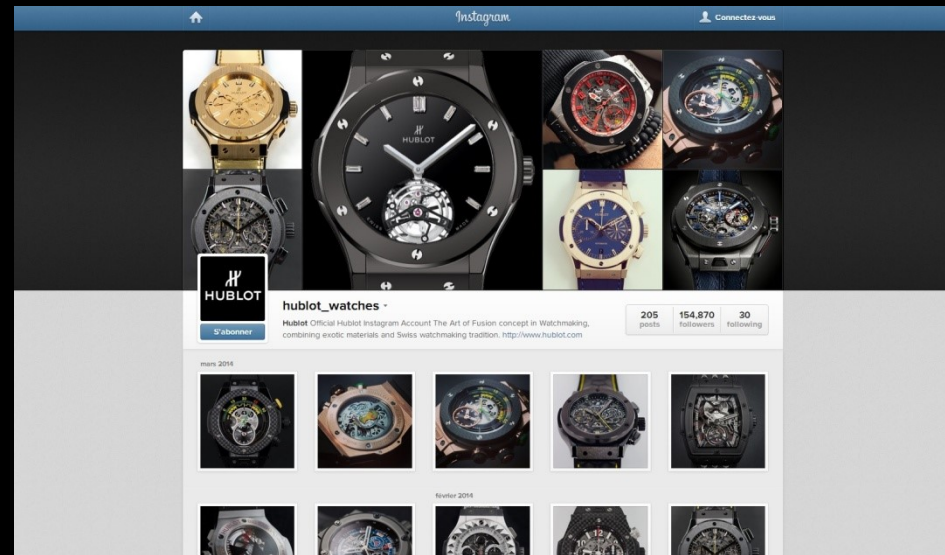 Instagram
Connectez-vous
HUBLOT
HUBLOT
S'abonner
hublot_watches
Hublot Official Hublot Instagram Account The Art of Fusion concept in Watchmaking,
combining exotic materials and Swiss watchmaking tradition. http://www.hublot.com
205 154,870 30
posts followers following
mars 2014
février 2014